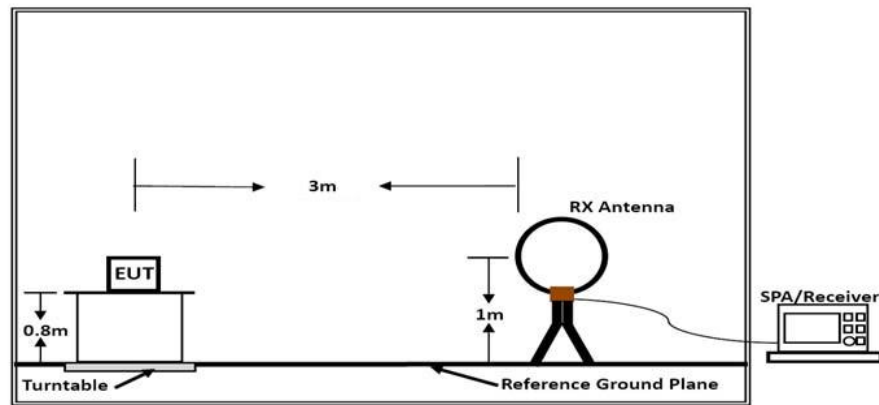 3m
RX Antenna
EUT
SPA/Receiver
0.8m
1m
Turntable
Reference Ground Plane